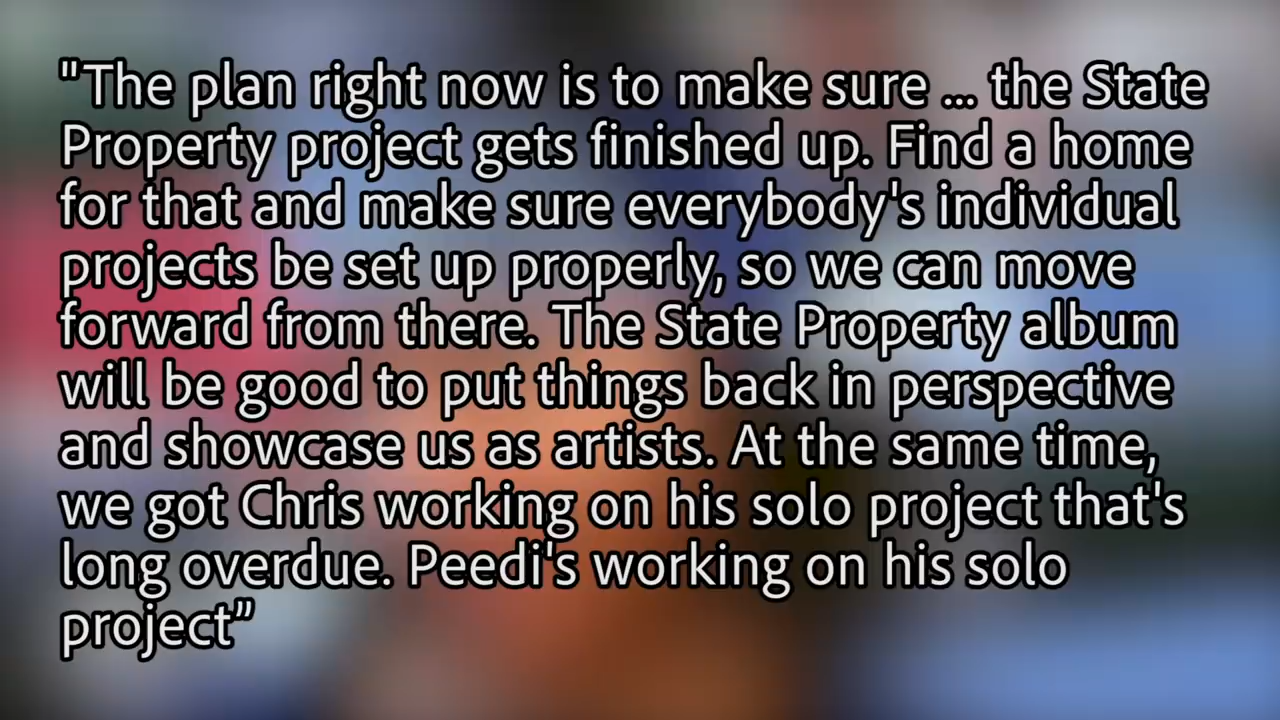 "The plan right now is to make sure ... the State
Property project gets finished up. Find a home
for that and make sure everybody's individual
projects be set up properly, so we can move
forward from there. The State Property album
will be good to put things back in perspective
and showcase us as artists. At the same time,
we got Chris working on his solo project that's
long overdue. Peedi's working on his solo
project”